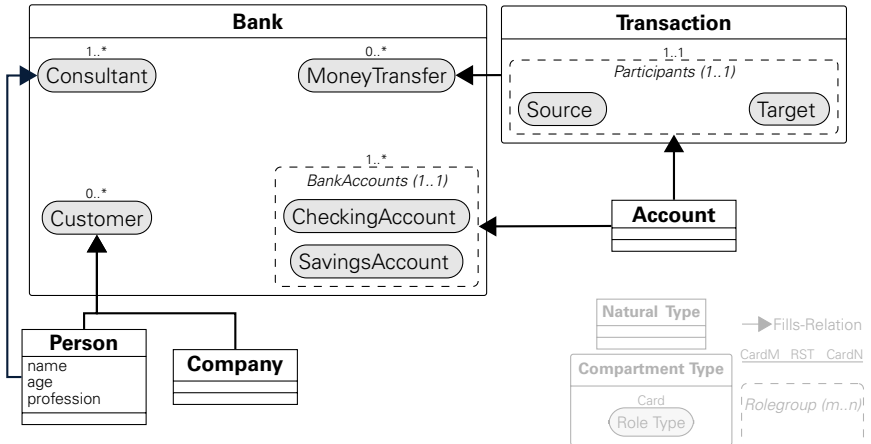 Bank
1..*
Consultant
0..*
MoneyTransfer
0..*
Customer
1..*
BankAccounts (1..1)
CheckingAccount
SavingsAccount
Transaction
1..1
Participants (1..1)
Source
Target
Account
Person
name
age
profession
Company
Natural Type
Fills-Relation
CardM RST CardN
Compartment Type
Card
Role Type
Rolegroup (m..n)